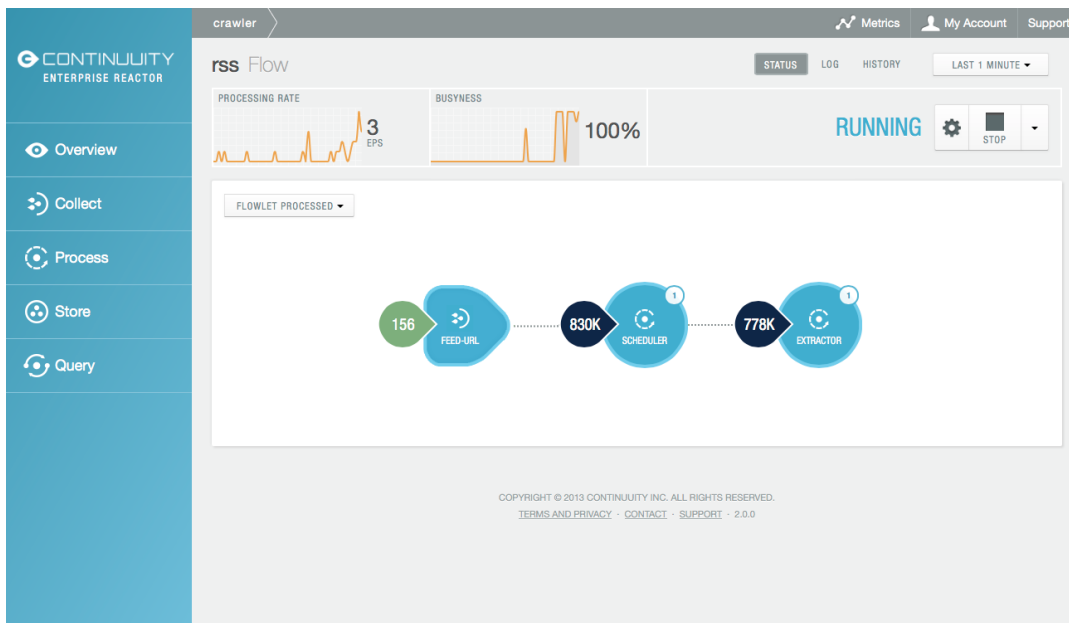 crawler
Metrics
My Account
Support
CONTINUUITY
ENTERPRISE REACTOR
Overview
Collect
Process
Store
Query
rss Flow
STATUS
LOG
HISTORY
LAST 1 MINUTE
PROCESSING RATE
3
EPS
BUSYNESS
100%
RUNNING
STOP
FLOWLET PROCESSED
156
FEED-URL
830K
SCHEDULER
1
778K
EXTRACTOR
1
COPYRIGHT © 2013 CONTINUUITY INC. ALL RIGHTS RESERVED.
TERMS AND PRIVACY · CONTACT · SUPPORT · 2.0.0